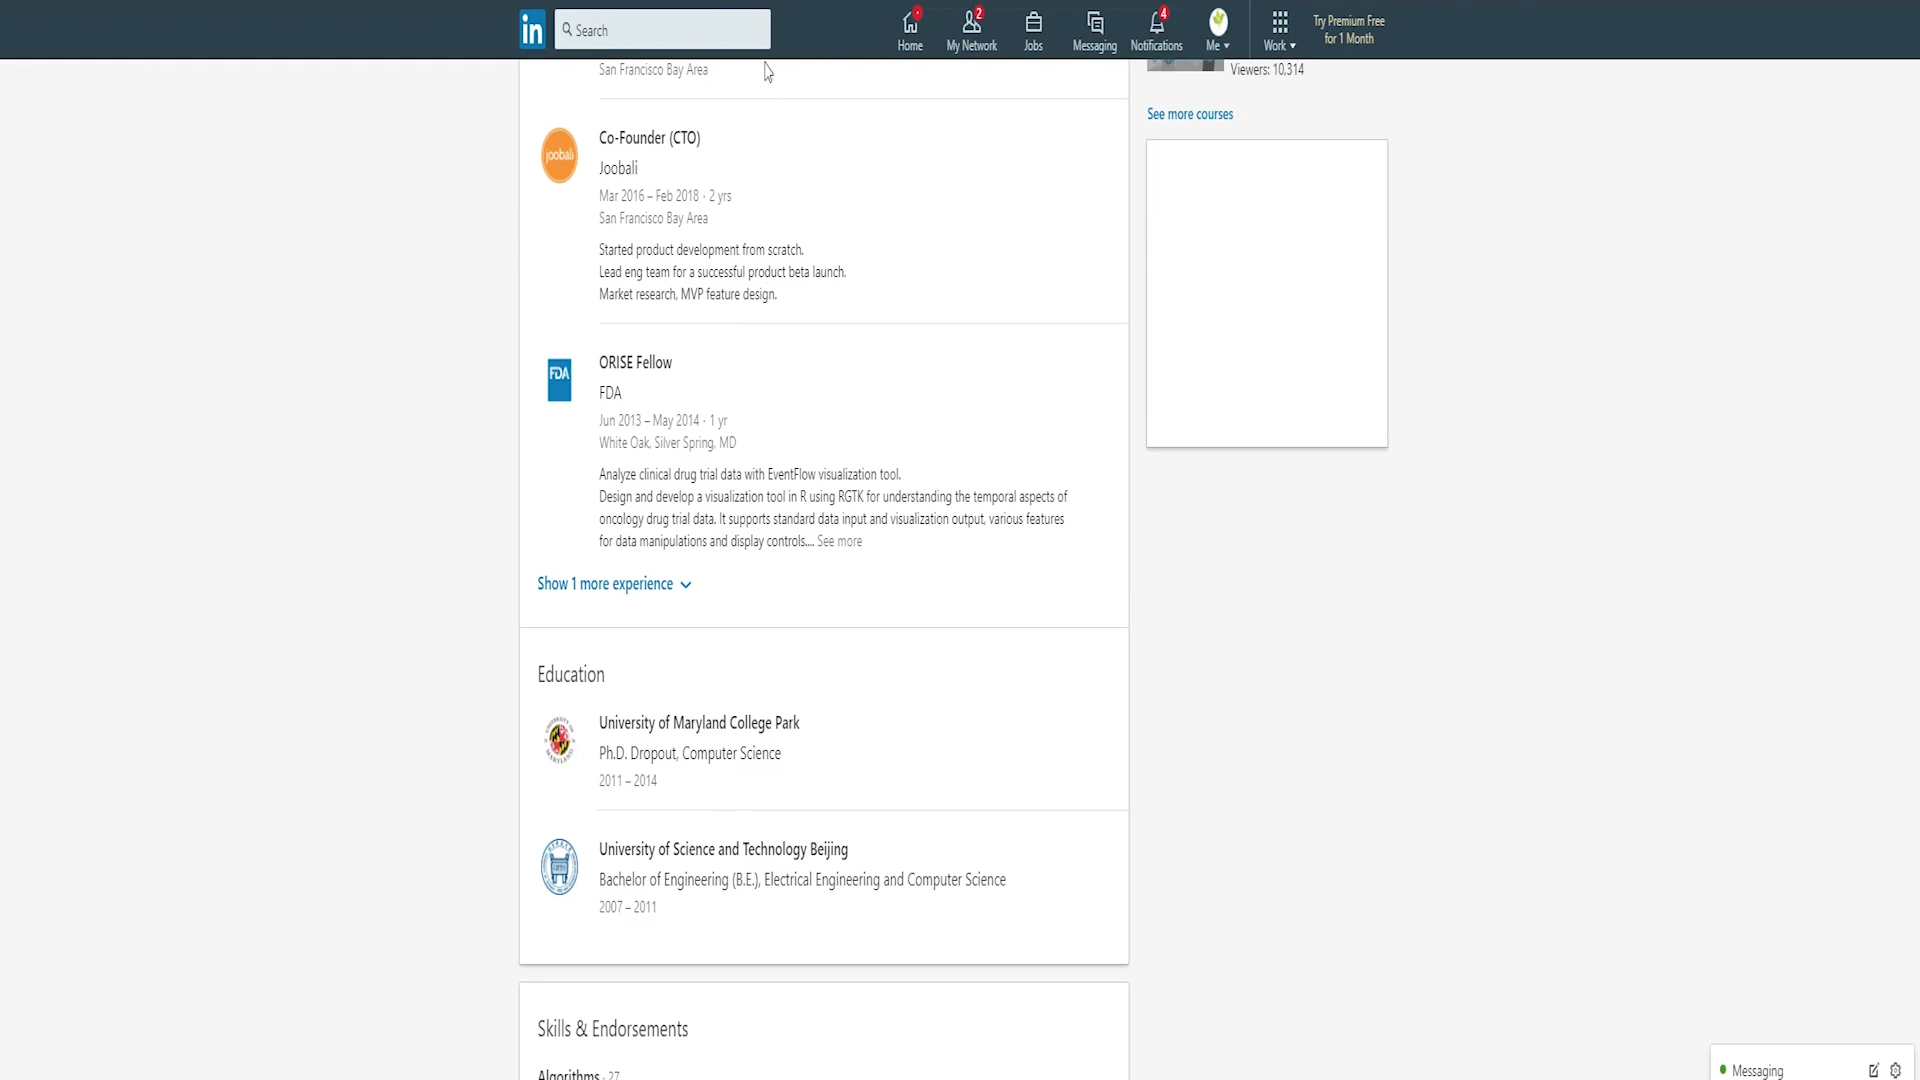 in
Search
Home
2
My Network
Jobs
Messaging
4
Notifications
Me
Work
Try Premium Free
for 1 Month
San Francisco Bay Area
joobali
Co-Founder (CTO)
Joobali
Mar 2016 – Feb 2018 · 2 yrs
San Francisco Bay Area
Started product development from scratch.
Lead eng team for a successful product beta launch.
Market research, MVP feature design.
FDA
ORISE Fellow
FDA
Jun 2013 – May 2014 · 1 yr
White Oak, Silver Spring, MD
Analyze clinical drug trial data with EventFlow visualization tool.
Design and develop a visualization tool in R using RGTK for understanding the temporal aspects of
oncology drug trial data. It supports standard data input and visualization output, various features
for data manipulations and display controls.... See more
Show 1 more experience
Education
University of Maryland College Park
Ph.D. Dropout, Computer Science
2011 – 2014
University of Science and Technology Beijing
Bachelor of Engineering (B.E.), Electrical Engineering and Computer Science
2007 – 2011
Skills & Endorsements
Algorithms · 27
Viewers: 10,314
See more courses
Messaging